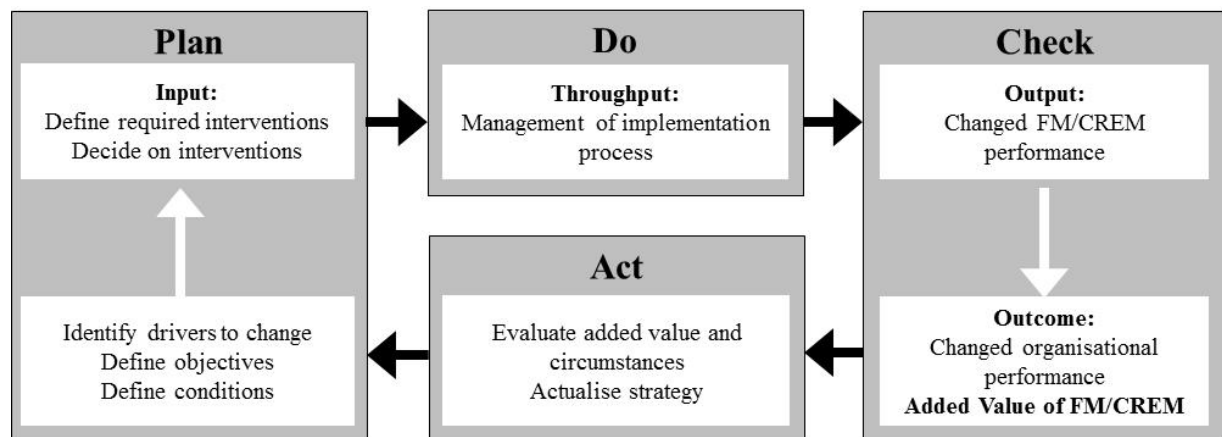 Plan
Input:
Define required interventions
Decide on interventions
Identify drivers to change
Define objectives
Define conditions
Do
Throughput:
Management of implementation
process
Check
Output:
Changed FM/CREM
performance
Outcome:
Changed organisational
performance
Added Value of FM/CREM
Act
Evaluate added value and
circumstances
Actualise strategy